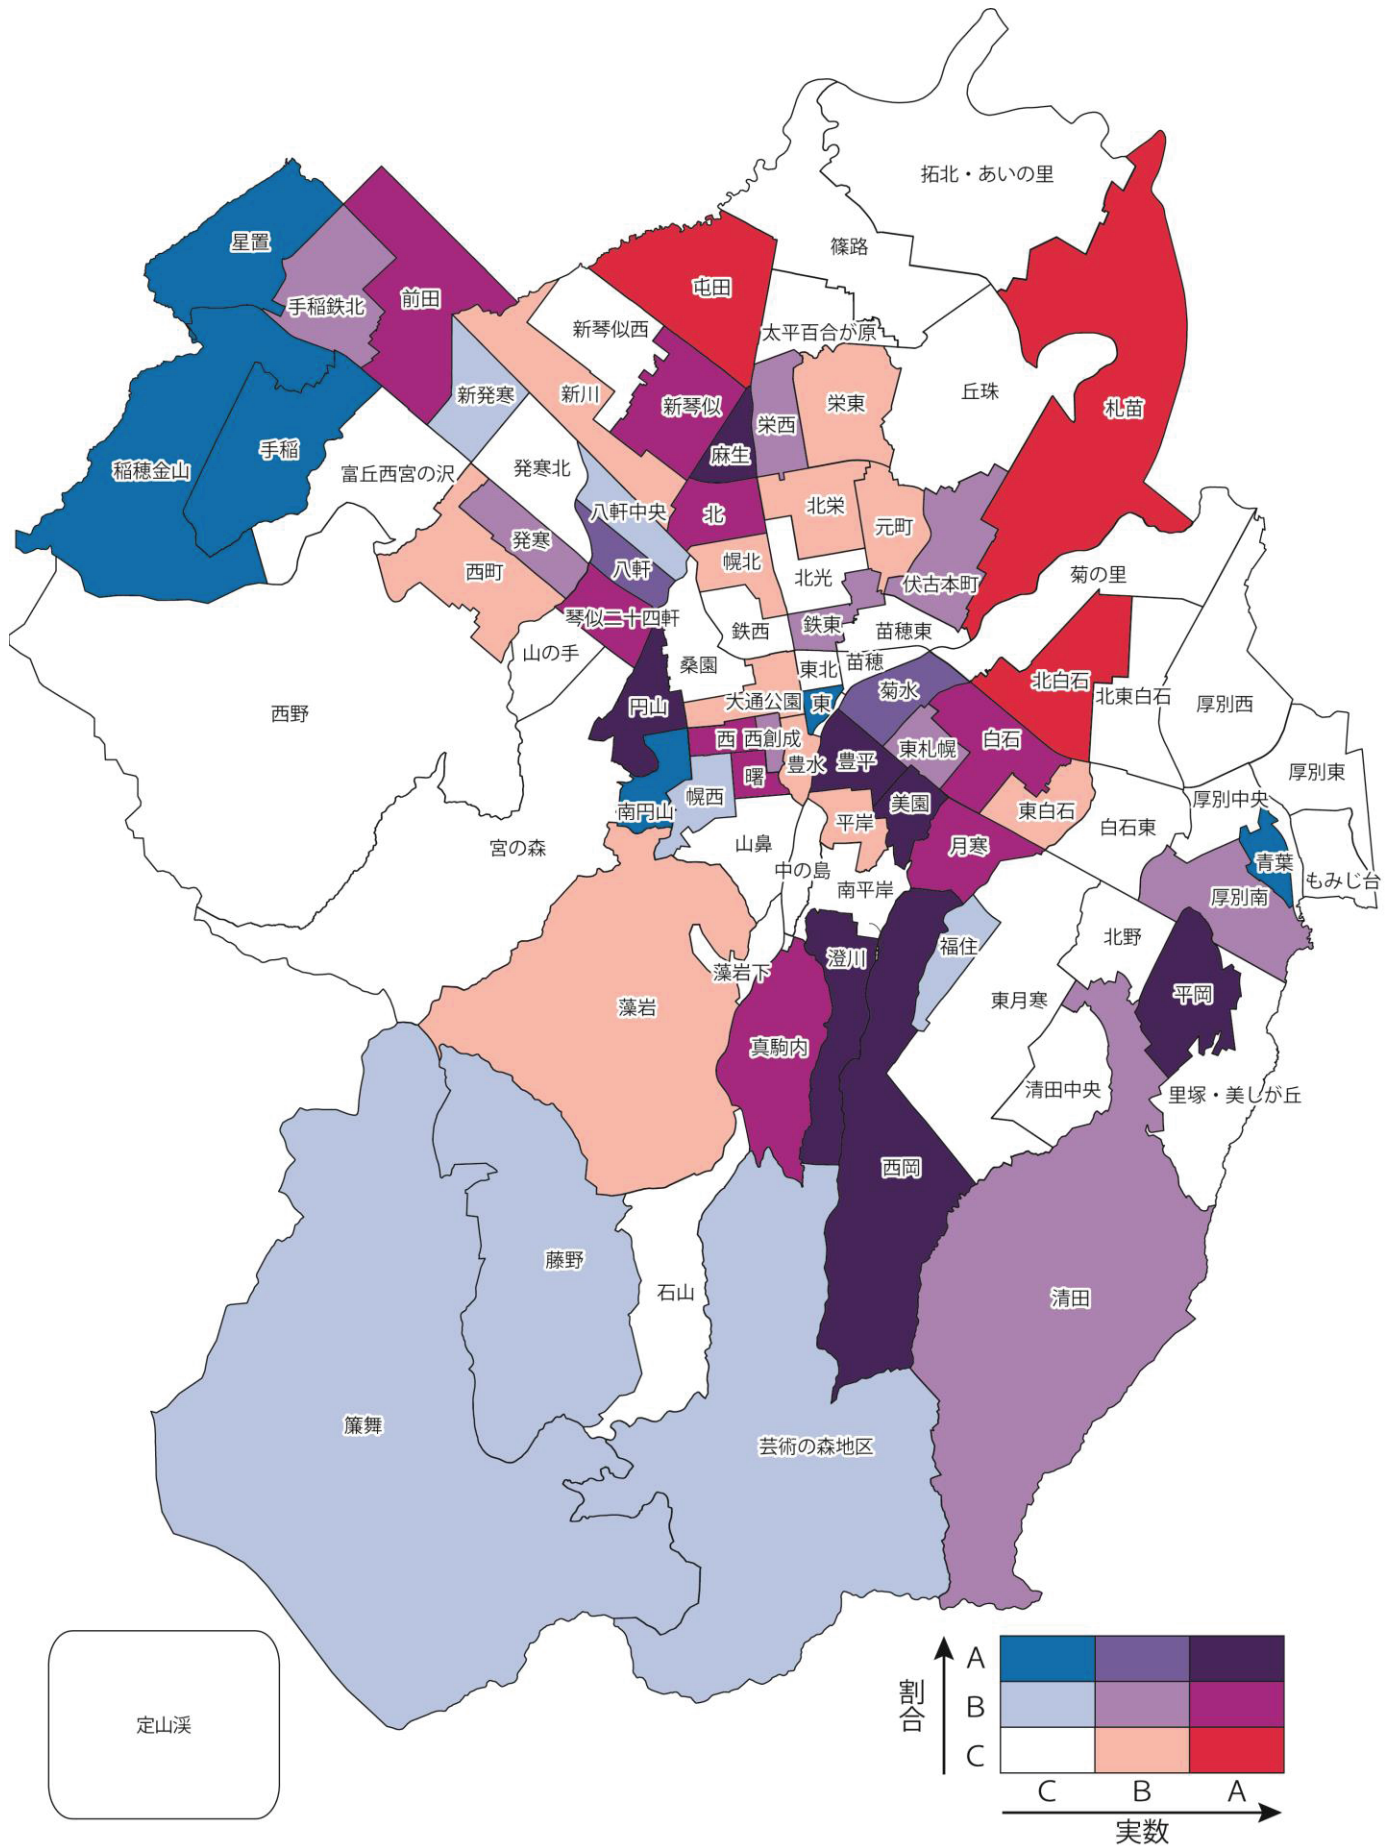 拓北・あいの里
篠路
星置
手稲鉄北
前田
屯田
新琴似西
太平百合が原
新発寒
新川
新琴似
栄西
栄東
丘珠
札苗
麻生
稲穂金山
手稲
富丘西宮の沢
発寒北
八軒中央
北
北栄
元町
発寒
西町
八軒
幌北
北光
伏古本町
菊の里
琴似二十四軒
鉄西
鉄東
苗穂東
山の手
桑園
東北
苗穂
菊水
北白石
北東白石
厚別西
西野
円山
大通公園
東
西
西創成
豊水
豊平
東札幌
白石
厚別東
曙
幌西
南円山
美園
東白石
厚別中央
宮の森
山鼻
平岸
月寒
白石東
青葉
もみじ台
中の島
南平岸
厚別南
福住
北野
藻岩下
澄川
平岡
藻岩
東月寒
真駒内
清田中央
里塚・美しが丘
西岡
藤野
石山
清田
簾舞
芸術の森地区
定山渓
割合
A
B
C
C B A
実数